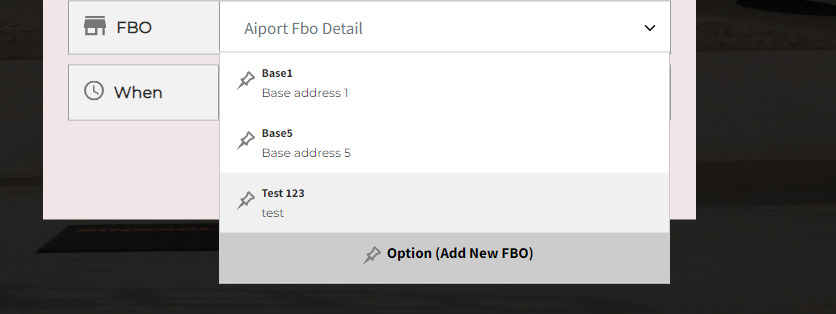 FBO
Aiport Fbo Detail
Base1
Base address 1
When
Base5
Base address 5
Test 123
test
Option (Add New FBO)